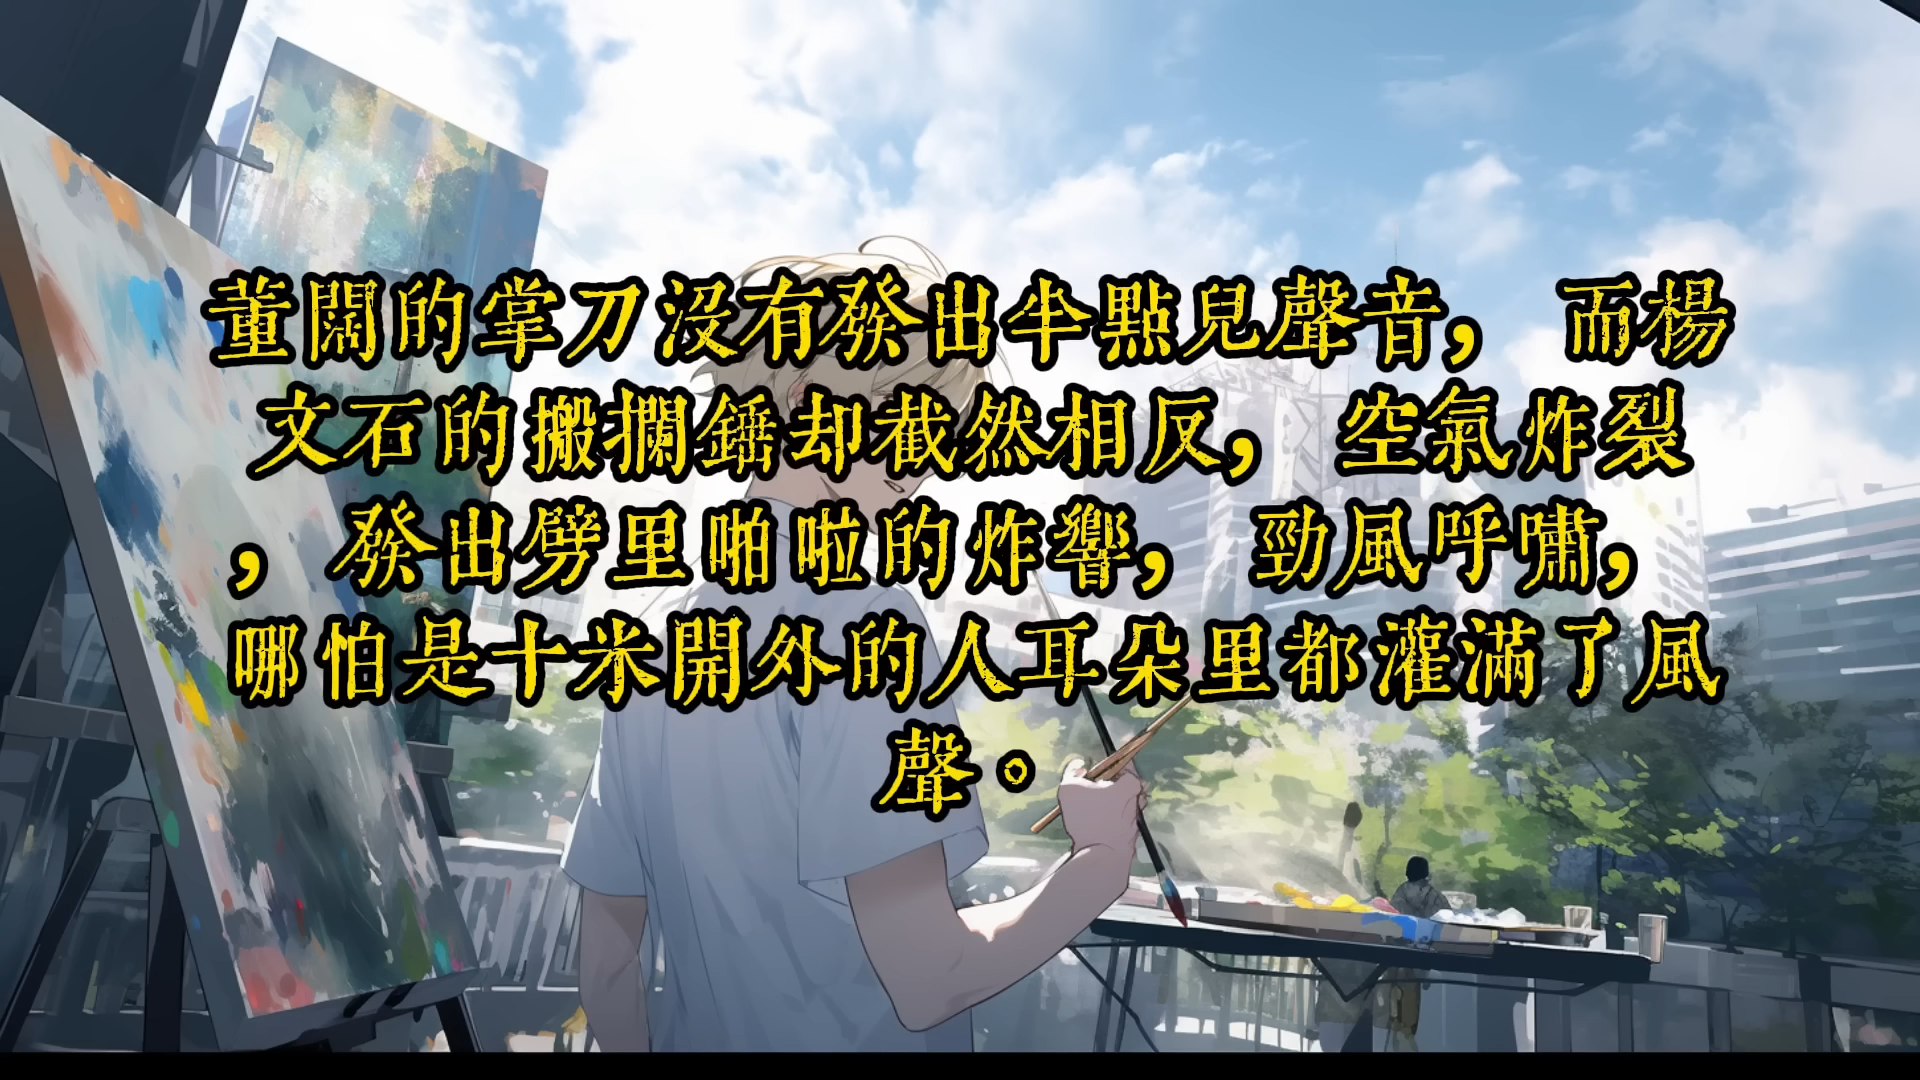 董闊的掌刀沒有發出半點兒聲音，而楊
文石的搬攔錘却截然相反，空氣炸裂
，發出劈里啪啦的炸響，勁風呼嘯，
哪怕是十米開外的人耳朵里都灌滿了風
聲。